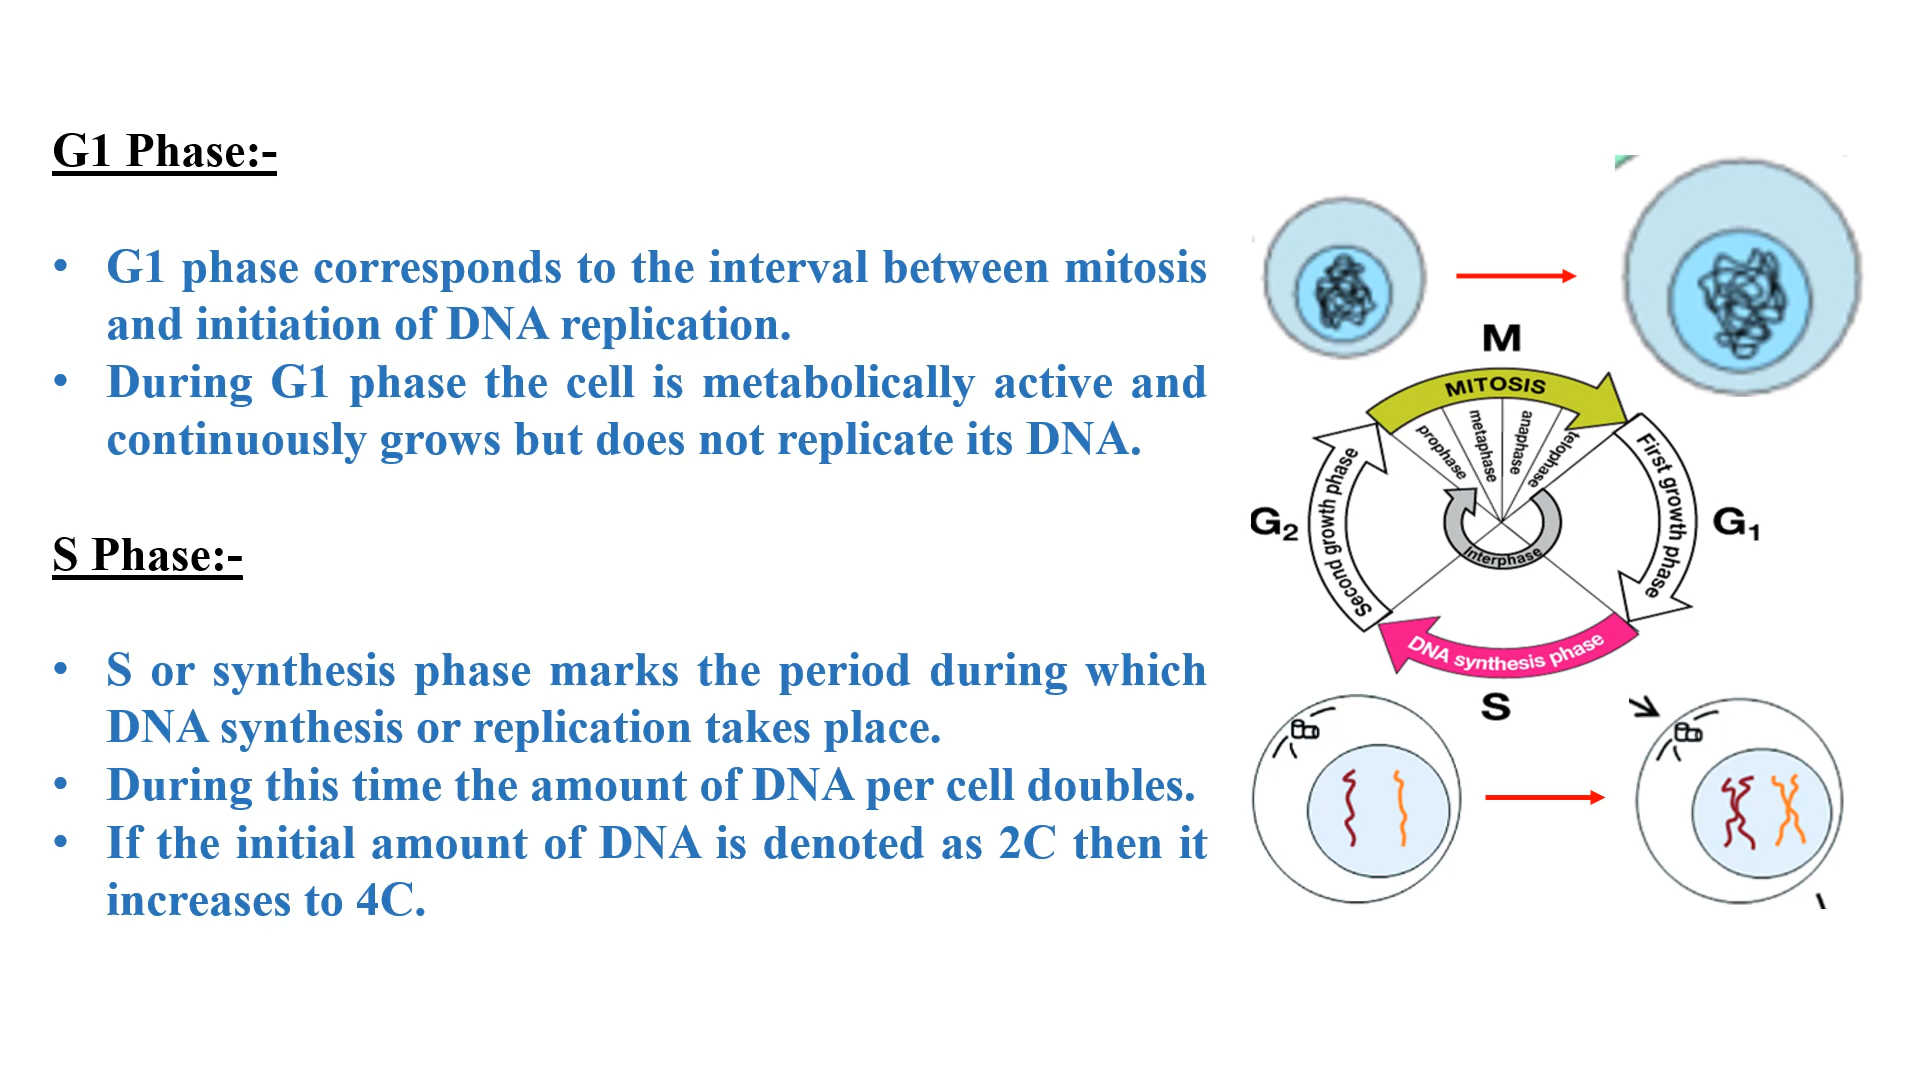 G1 Phase:-
• G1 phase corresponds to the interval between mitosis
and initiation of DNA replication.
• During G1 phase the cell is metabolically active and
continuously grows but does not replicate its DNA.
S Phase:-
• S or synthesis phase marks the period during which
DNA synthesis or replication takes place.
• During this time the amount of DNA per cell doubles.
• If the initial amount of DNA is denoted as 2C then it
increases to 4C.
M
MITOSIS
prophase
metaphase
anaphase
telophase
First growth phase
G₁
Interphase
DNA synthesis phase
S
Second growth phase
G₂